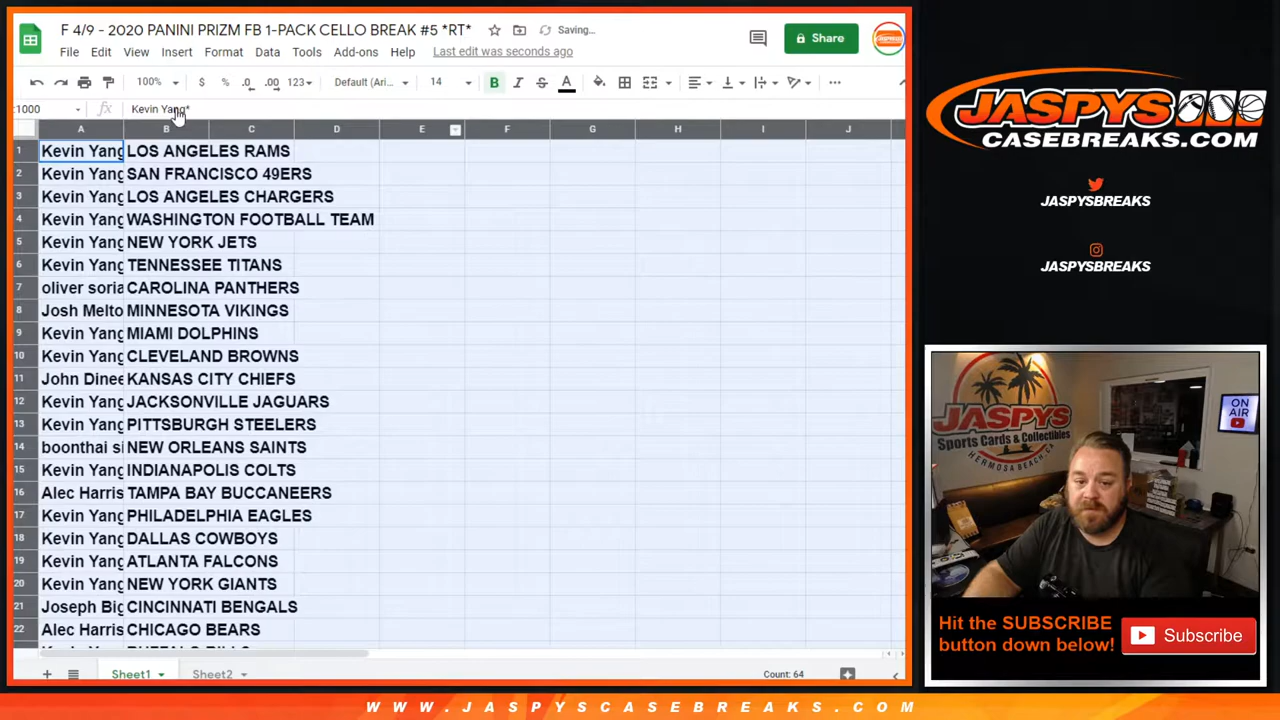 F 4/9 - 2020 PANINI PRIZM FB 1-PACK CELLO BREAK #5 *RT*
Saving...
File Edit View Insert Format Data Tools Add-ons Help Last edit was seconds ago
Share
100% $ % .0 .00 123 Default (Ari... 14 B I S A
:1000 fx Kevin Yang*
A B C D E F G H I J
1 Kevin Yang LOS ANGELES RAMS
2 Kevin Yang SAN FRANCISCO 49ERS
3 Kevin Yang LOS ANGELES CHARGERS
4 Kevin Yang WASHINGTON FOOTBALL TEAM
5 Kevin Yang NEW YORK JETS
6 Kevin Yang TENNESSEE TITANS
7 oliver soria CAROLINA PANTHERS
8 Josh Melto MINNESOTA VIKINGS
9 Kevin Yang MIAMI DOLPHINS
10 Kevin Yang CLEVELAND BROWNS
11 John Dinee KANSAS CITY CHIEFS
12 Kevin Yang JACKSONVILLE JAGUARS
13 Kevin Yang PITTSBURGH STEELERS
14 boonthai si NEW ORLEANS SAINTS
15 Kevin Yang INDIANAPOLIS COLTS
16 Alec Harris TAMPA BAY BUCCANEERS
17 Kevin Yang PHILADELPHIA EAGLES
18 Kevin Yang DALLAS COWBOYS
19 Kevin Yang ATLANTA FALCONS
20 Kevin Yang NEW YORK GIANTS
21 Joseph Big CINCINNATI BENGALS
22 Alec Harris CHICAGO BEARS
Sheet1 Sheet2 Count: 64
JASPYS
CASEBREAKS.COM
JASPYSBREAKS
JASPYSBREAKS
JASPYS
Sports Cards & Collectibles
HERMOSA BEACH, CA
ON AIR
Hit the SUBSCRIBE
button down below!
Subscribe
WWW.JASPYSCASEBREAKS.COM